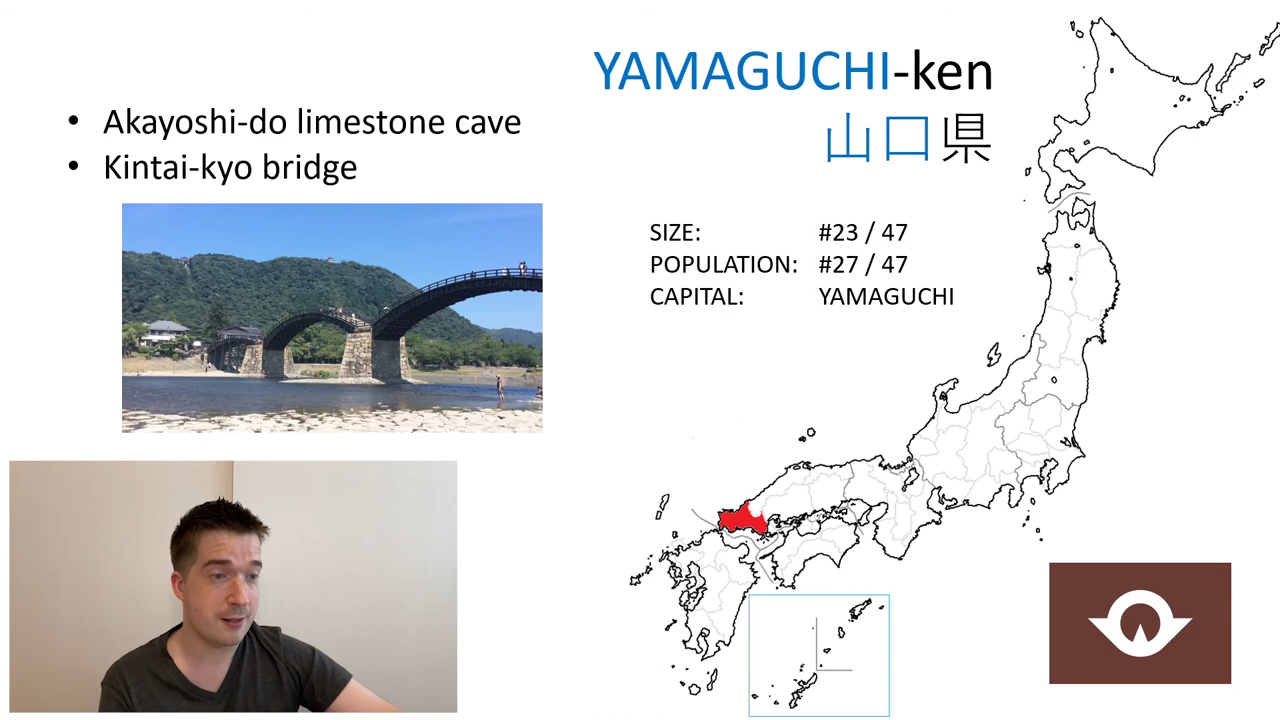 YAMAGUCHI-ken
山口県
• Akayoshi-do limestone cave
• Kintai-kyo bridge
SIZE: #23 / 47
POPULATION: #27 / 47
CAPITAL: YAMAGUCHI